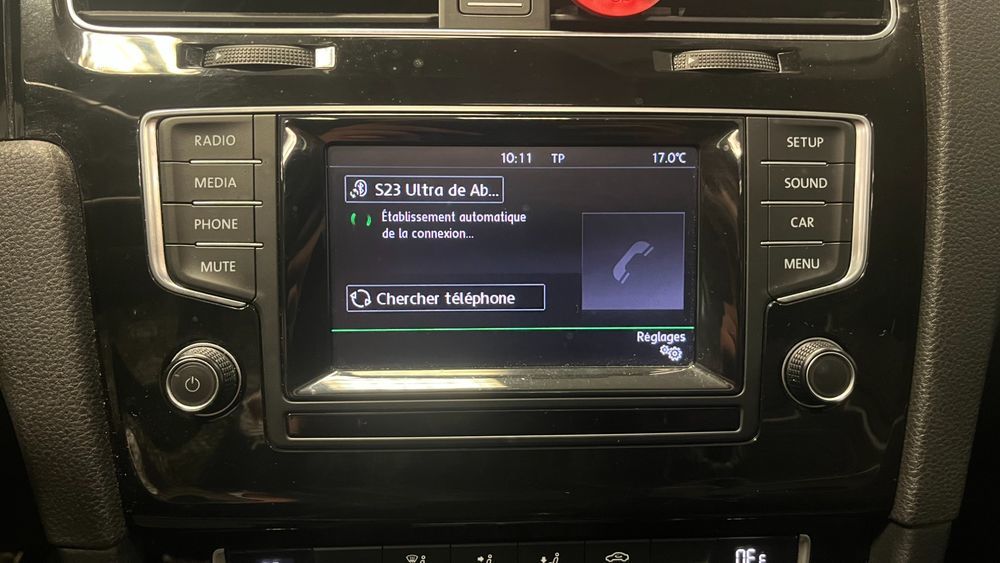 RADIO
MEDIA
PHONE
MUTE
10:11 TP 17.0°C
S23 Ultra de Ab...
Établissement automatique
de la connexion...
Chercher téléphone
Réglages
SETUP
SOUND
CAR
MENU